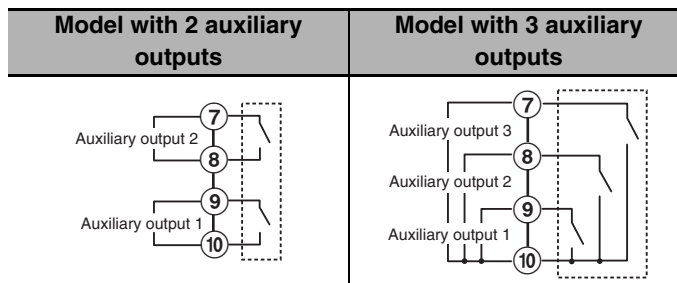 Model with 2 auxiliary
outputs
Model with 3 auxiliary
outputs
7
Auxiliary output 2
8
9
Auxiliary output 1
10
7
Auxiliary output 3
8
Auxiliary output 2
9
Auxiliary output 1
10